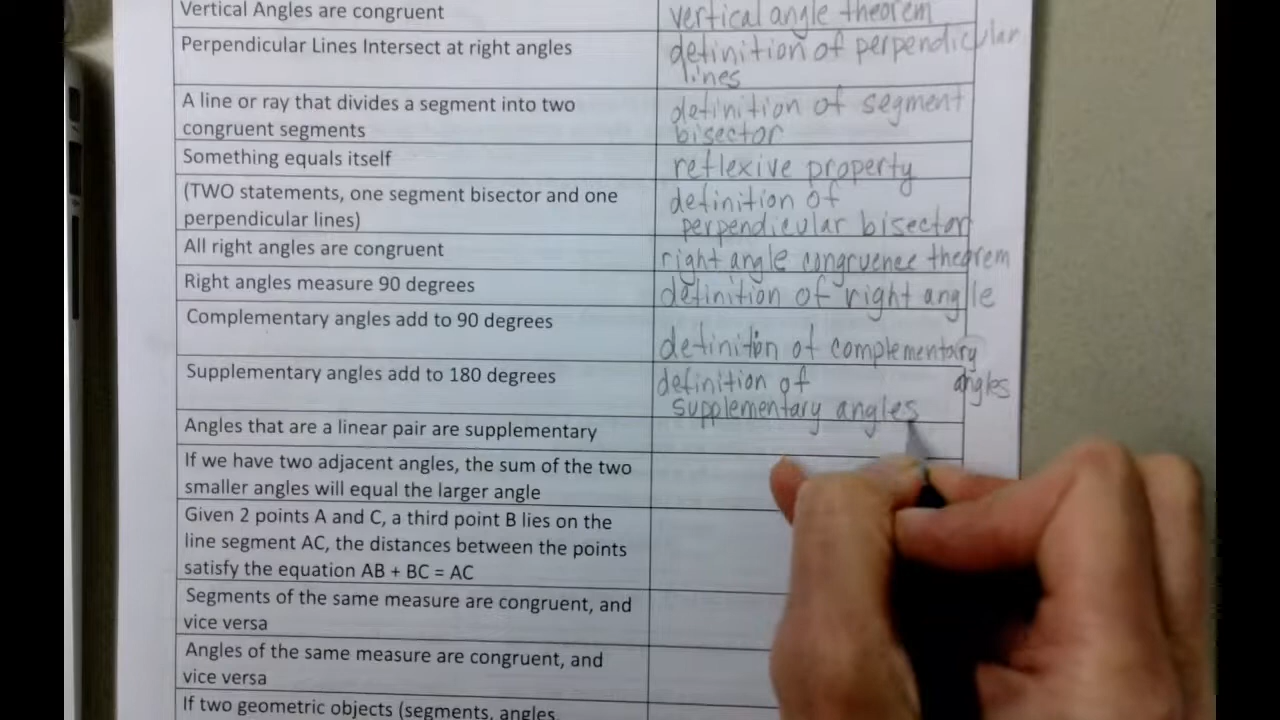 Vertical Angles are congruent
vertical angle theorem
Perpendicular Lines Intersect at right angles
definition of perpendicular
lines
A line or ray that divides a segment into two
congruent segments
definition of segment
bisector
Something equals itself
reflexive property
(TWO statements, one segment bisector and one
perpendicular lines)
definition of
perpendicular bisector
All right angles are congruent
right angle congruence theorem
Right angles measure 90 degrees
definition of right angle
Complementary angles add to 90 degrees
definition of complementary
angles
Supplementary angles add to 180 degrees
definition of
supplementary angles
Angles that are a linear pair are supplementary
If we have two adjacent angles, the sum of the two
smaller angles will equal the larger angle
Given 2 points A and C, a third point B lies on the
line segment AC, the distances between the points
satisfy the equation AB + BC = AC
Segments of the same measure are congruent, and
vice versa
Angles of the same measure are congruent, and
vice versa
If two geometric objects (segments, angles,